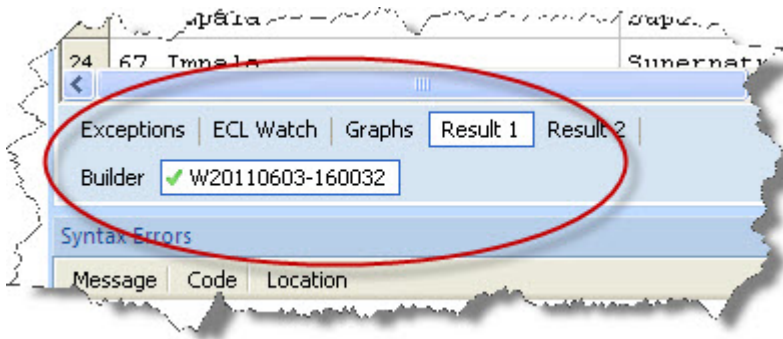 24 67 Impala Supernatu
Exceptions ECL Watch Graphs Result 1 Result 2
Builder W20110603-160032
Syntax Errors
Message Code Location